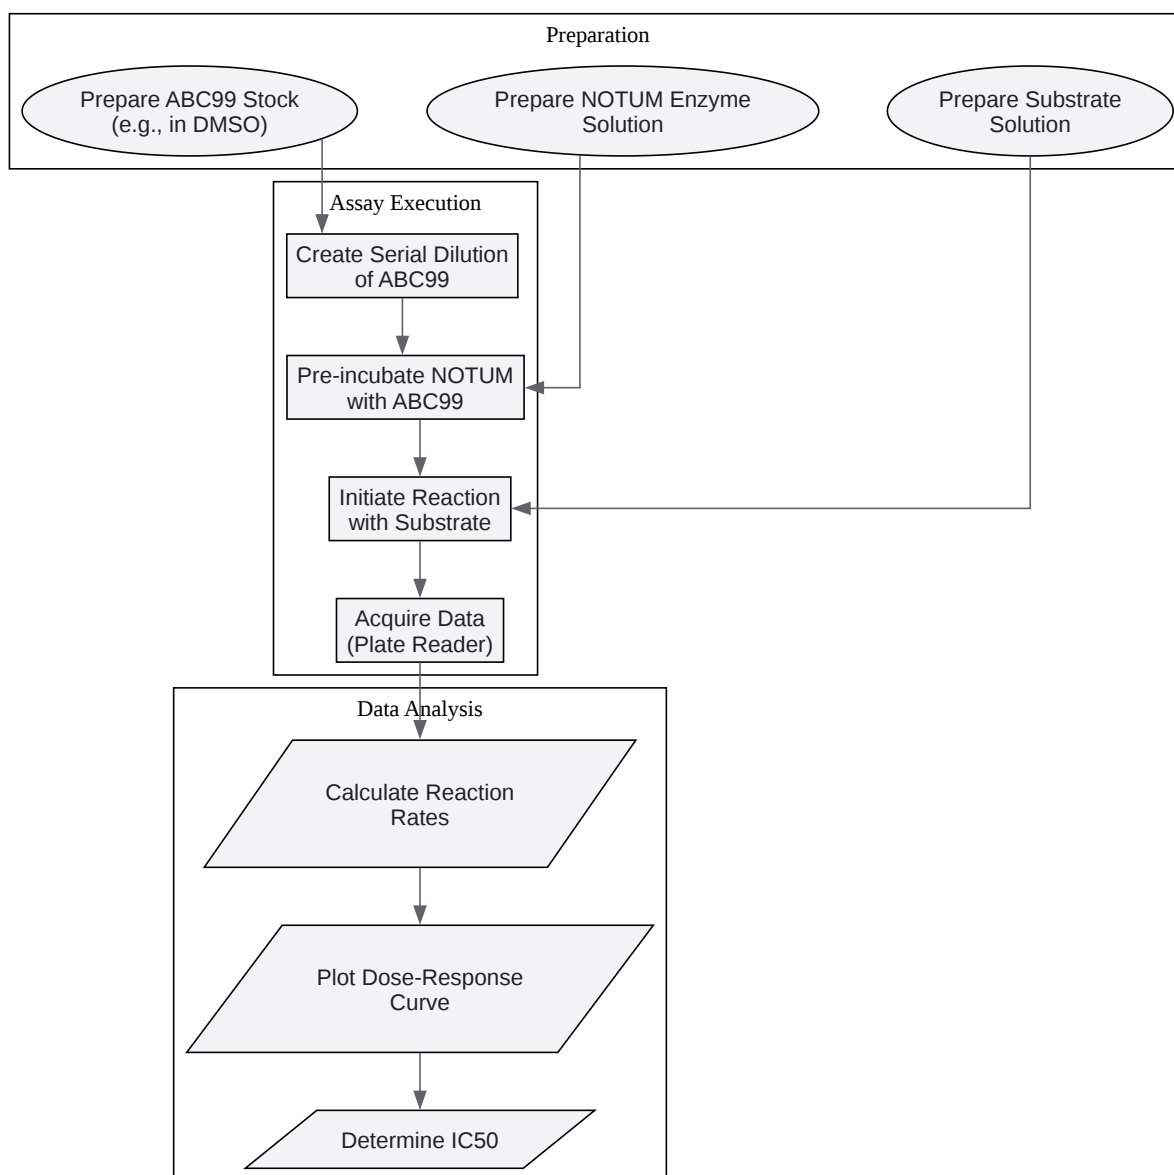 Preparation
Prepare ABC99 Stock
(e.g., in DMSO)
Prepare NOTUM Enzyme
Solution
Prepare Substrate
Solution
Assay Execution
Create Serial Dilution
of ABC99
Pre-incubate NOTUM
with ABC99
Initiate Reaction
with Substrate
Acquire Data
(Plate Reader)
Data Analysis
Calculate Reaction
Rates
Plot Dose-Response
Curve
Determine IC50